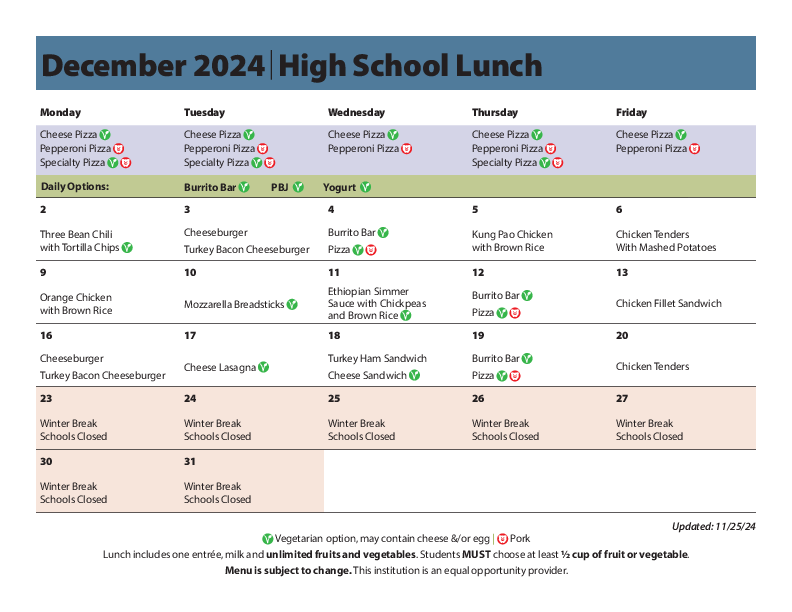 December 2024 | High School Lunch
Monday Tuesday Wednesday Thursday Friday
Cheese Pizza V Cheese Pizza V Cheese Pizza V Cheese Pizza V Cheese Pizza V
Pepperoni Pizza Pepperoni Pizza Pepperoni Pizza Pepperoni Pizza Pepperoni Pizza
Specialty Pizza V Specialty Pizza V Specialty Pizza V
Daily Options: Burrito Bar V PBJ V Yogurt V
2
Three Bean Chili
with Tortilla Chips V
3
Cheeseburger
Turkey Bacon Cheeseburger
4
Burrito Bar V
Pizza V
5
Kung Pao Chicken
with Brown Rice
6
Chicken Tenders
With Mashed Potatoes
9
Orange Chicken
with Brown Rice
10
Mozzarella Breadsticks V
11
Ethiopian Simmer
Sauce with Chickpeas
and Brown Rice V
12
Burrito Bar V
Pizza V
13
Chicken Fillet Sandwich
16
Cheeseburger
Turkey Bacon Cheeseburger
17
Cheese Lasagna V
18
Turkey Ham Sandwich
Cheese Sandwich V
19
Burrito Bar V
Pizza V
20
Chicken Tenders
23
Winter Break
Schools Closed
24
Winter Break
Schools Closed
25
Winter Break
Schools Closed
26
Winter Break
Schools Closed
27
Winter Break
Schools Closed
30
Winter Break
Schools Closed
31
Winter Break
Schools Closed
Updated: 11/25/24
V Vegetarian option, may contain cheese &/or egg | Pork
Lunch includes one entrée, milk and unlimited fruits and vegetables. Students MUST choose at least ½ cup of fruit or vegetable.
Menu is subject to change. This institution is an equal opportunity provider.